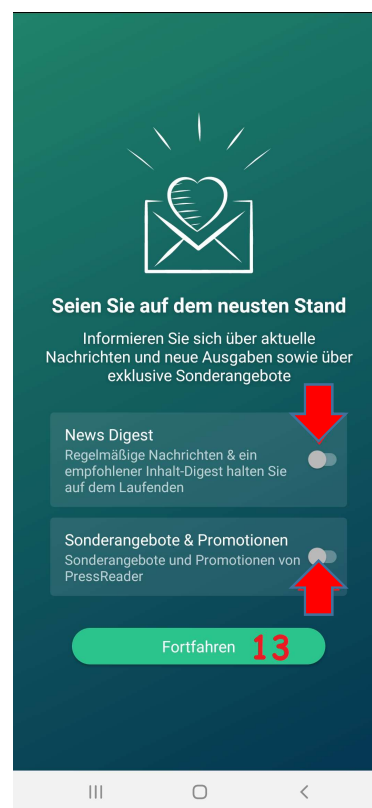 Seien Sie auf dem neusten Stand
Informieren Sie sich über aktuelle
Nachrichten und neue Ausgaben sowie über
exklusive Sonderangebote
News Digest
Regelmäßige Nachrichten & ein
empfohlener Inhalt-Digest halten Sie
auf dem Laufenden
Sonderangebote & Promotionen
Sonderangebote und Promotionen von
PressReader
Fortfahren 13